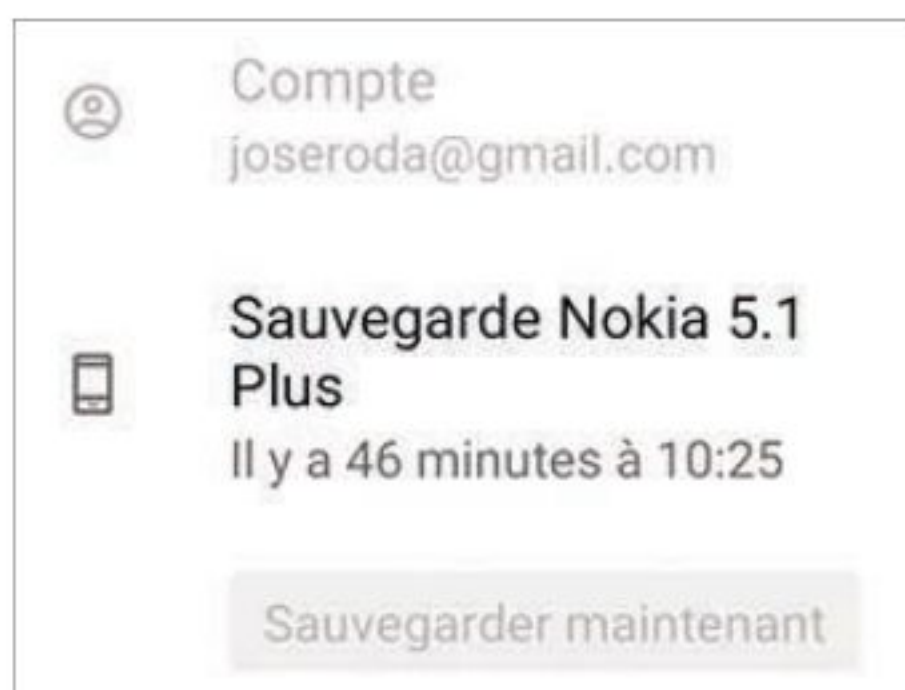 Compte
joseroda@gmail.com
Sauvegarde Nokia 5.1
Plus
Il y a 46 minutes à 10:25
Sauvegarder maintenant